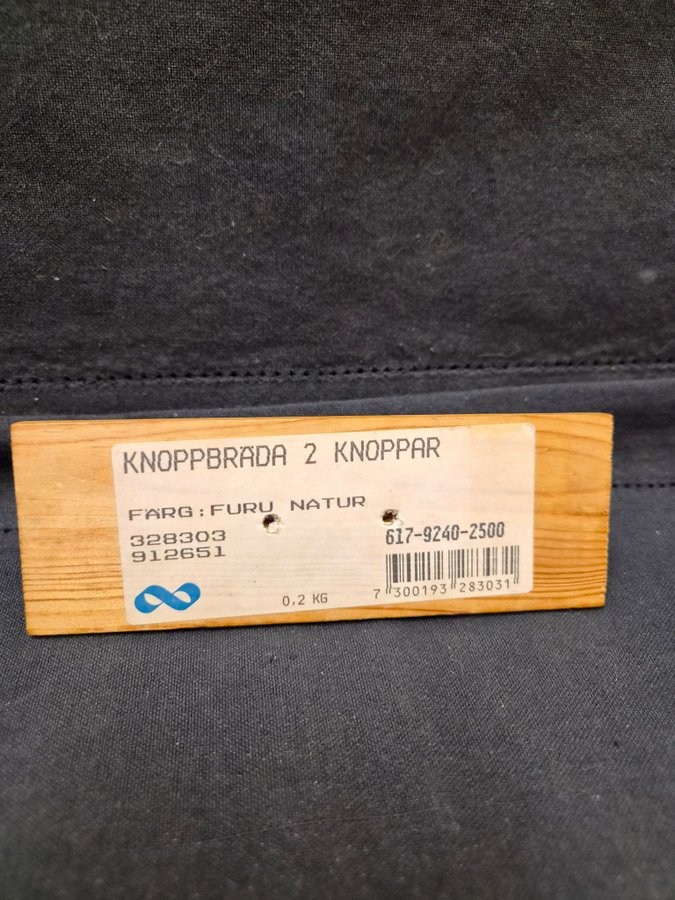 KNOPPBRÄDA 2 KNOPPAR
FÄRG:FURU NATUR
328303
912651
617-9240-2500
0,2 KG
7 300193 283031